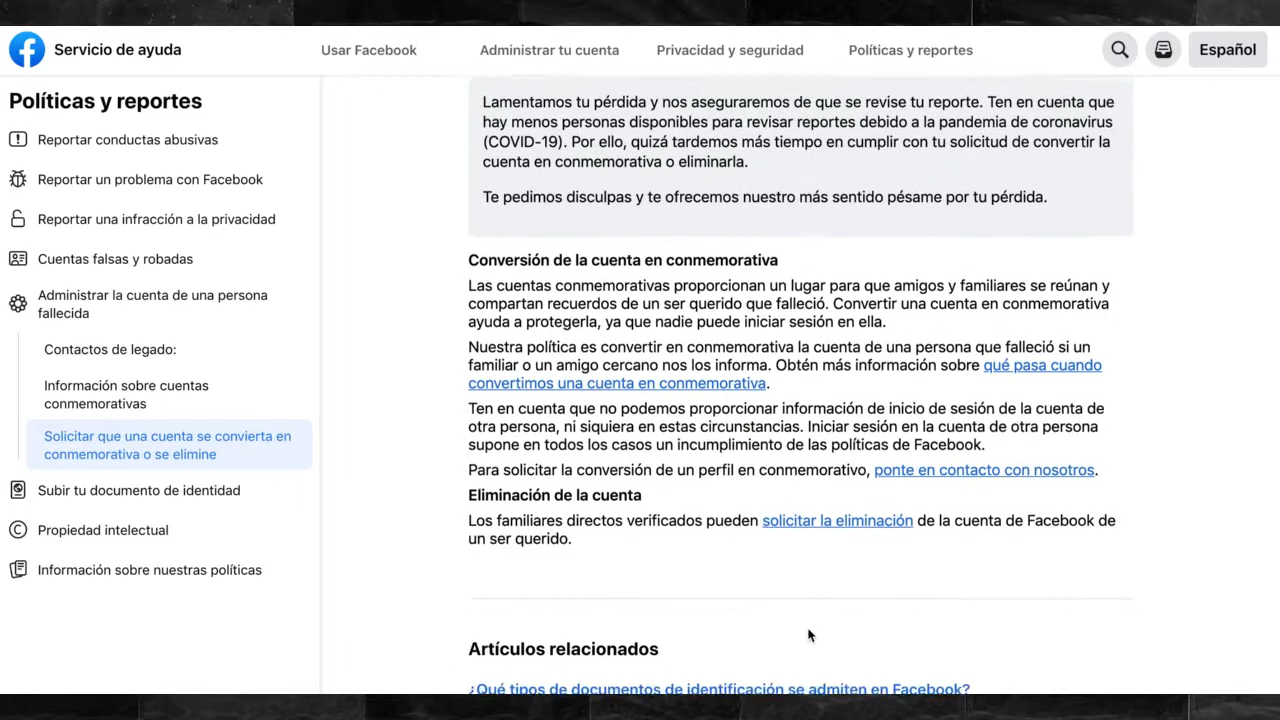 Servicio de ayuda
Usar Facebook
Administrar tu cuenta
Privacidad y seguridad
Políticas y reportes
Español
Políticas y reportes
Reportar conductas abusivas
Reportar un problema con Facebook
Reportar una infracción a la privacidad
Cuentas falsas y robadas
Administrar la cuenta de una persona
fallecida
Contactos de legado:
Información sobre cuentas
conmemorativas
Solicitar que una cuenta se convierta en
conmemorativa o se elimine
Subir tu documento de identidad
Propiedad intelectual
Información sobre nuestras políticas
Lamentamos tu pérdida y nos aseguraremos de que se revise tu reporte. Ten en cuenta que
hay menos personas disponibles para revisar reportes debido a la pandemia de coronavirus
(COVID-19). Por ello, quizá tardemos más tiempo en cumplir con tu solicitud de convertir la
cuenta en conmemorativa o eliminarla.
Te pedimos disculpas y te ofrecemos nuestro más sentido pésame por tu pérdida.
Conversión de la cuenta en conmemorativa
Las cuentas conmemorativas proporcionan un lugar para que amigos y familiares se reúnan y
compartan recuerdos de un ser querido que falleció. Convertir una cuenta en conmemorativa
ayuda a protegerla, ya que nadie puede iniciar sesión en ella.
Nuestra política es convertir en conmemorativa la cuenta de una persona que falleció si un
familiar o un amigo cercano nos los informa. Obtén más información sobre qué pasa cuando
convertimos una cuenta en conmemorativa.
Ten en cuenta que no podemos proporcionar información de inicio de sesión de la cuenta de
otra persona, ni siquiera en estas circunstancias. Iniciar sesión en la cuenta de otra persona
supone en todos los casos un incumplimiento de las políticas de Facebook.
Para solicitar la conversión de un perfil en conmemorativo, ponte en contacto con nosotros.
Eliminación de la cuenta
Los familiares directos verificados pueden solicitar la eliminación de la cuenta de Facebook de
un ser querido.
Artículos relacionados
¿Qué tipos de documentos de identificación se admiten en Facebook?